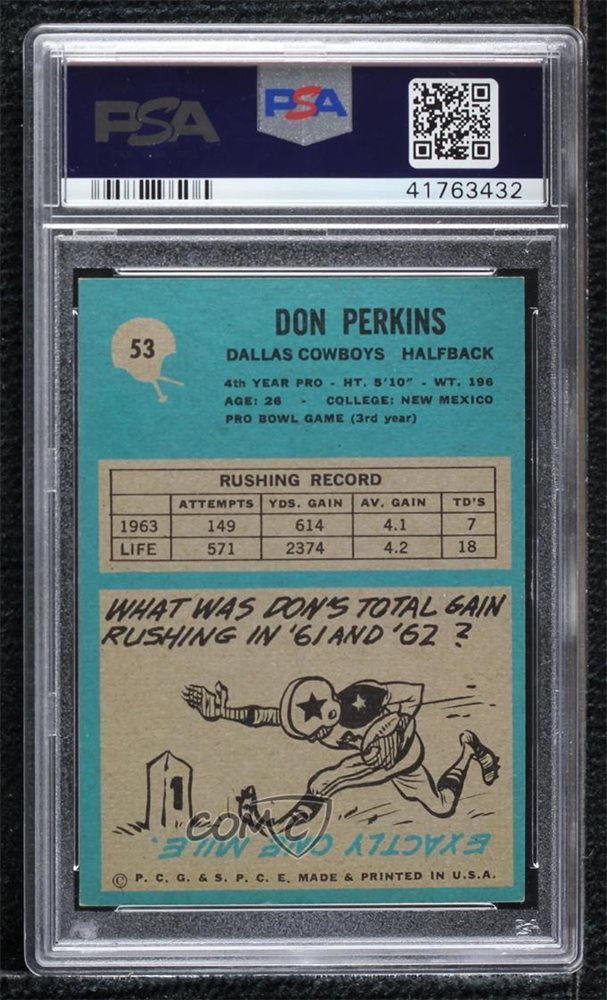 PSA
PSA
41763432
53
DON PERKINS
DALLAS COWBOYS HALFBACK
4th YEAR PRO - HT. 5'10" - WT. 196
AGE: 26 - COLLEGE: NEW MEXICO
PRO BOWL GAME (3rd year)
RUSHING RECORD
ATTEMPTS YDS. GAIN AV. GAIN TD'S
1963 149 614 4.1 7
LIFE 571 2374 4.2 18
WHAT WAS DON'S TOTAL GAIN
RUSHING IN '61 AND '62?
1
COMC
EXACTLY ONE MILE.
© P. C. G. & S. P. C. E. MADE & PRINTED IN U.S.A.